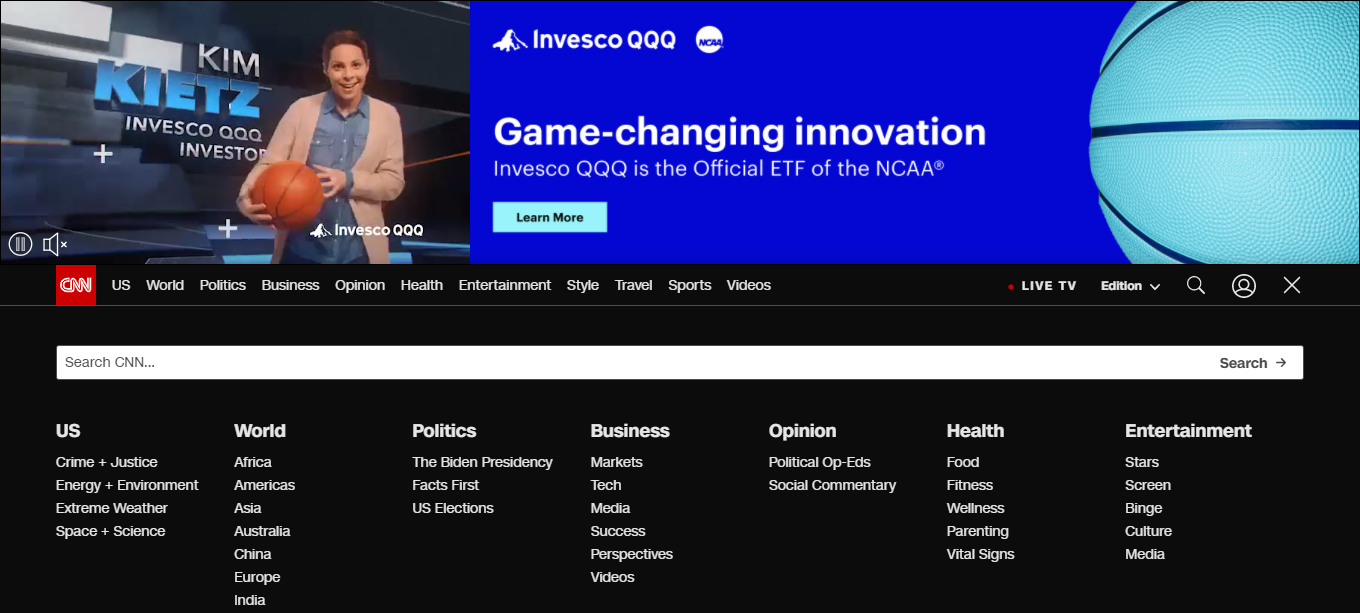 KIM
KIETZ
INVESCO QQQ
INVESTOR
Invesco QQQ
Invesco QQQ NCAA
Game-changing innovation
Invesco QQQ is the Official ETF of the NCAA®
Learn More
CNN US World Politics Business Opinion Health Entertainment Style Travel Sports Videos LIVE TV Edition
Search CNN... Search →
US
Crime + Justice
Energy + Environment
Extreme Weather
Space + Science
World
Africa
Americas
Asia
Australia
China
Europe
India
Politics
The Biden Presidency
Facts First
US Elections
Business
Markets
Tech
Media
Success
Perspectives
Videos
Opinion
Political Op-Eds
Social Commentary
Health
Food
Fitness
Wellness
Parenting
Vital Signs
Entertainment
Stars
Screen
Binge
Culture
Media